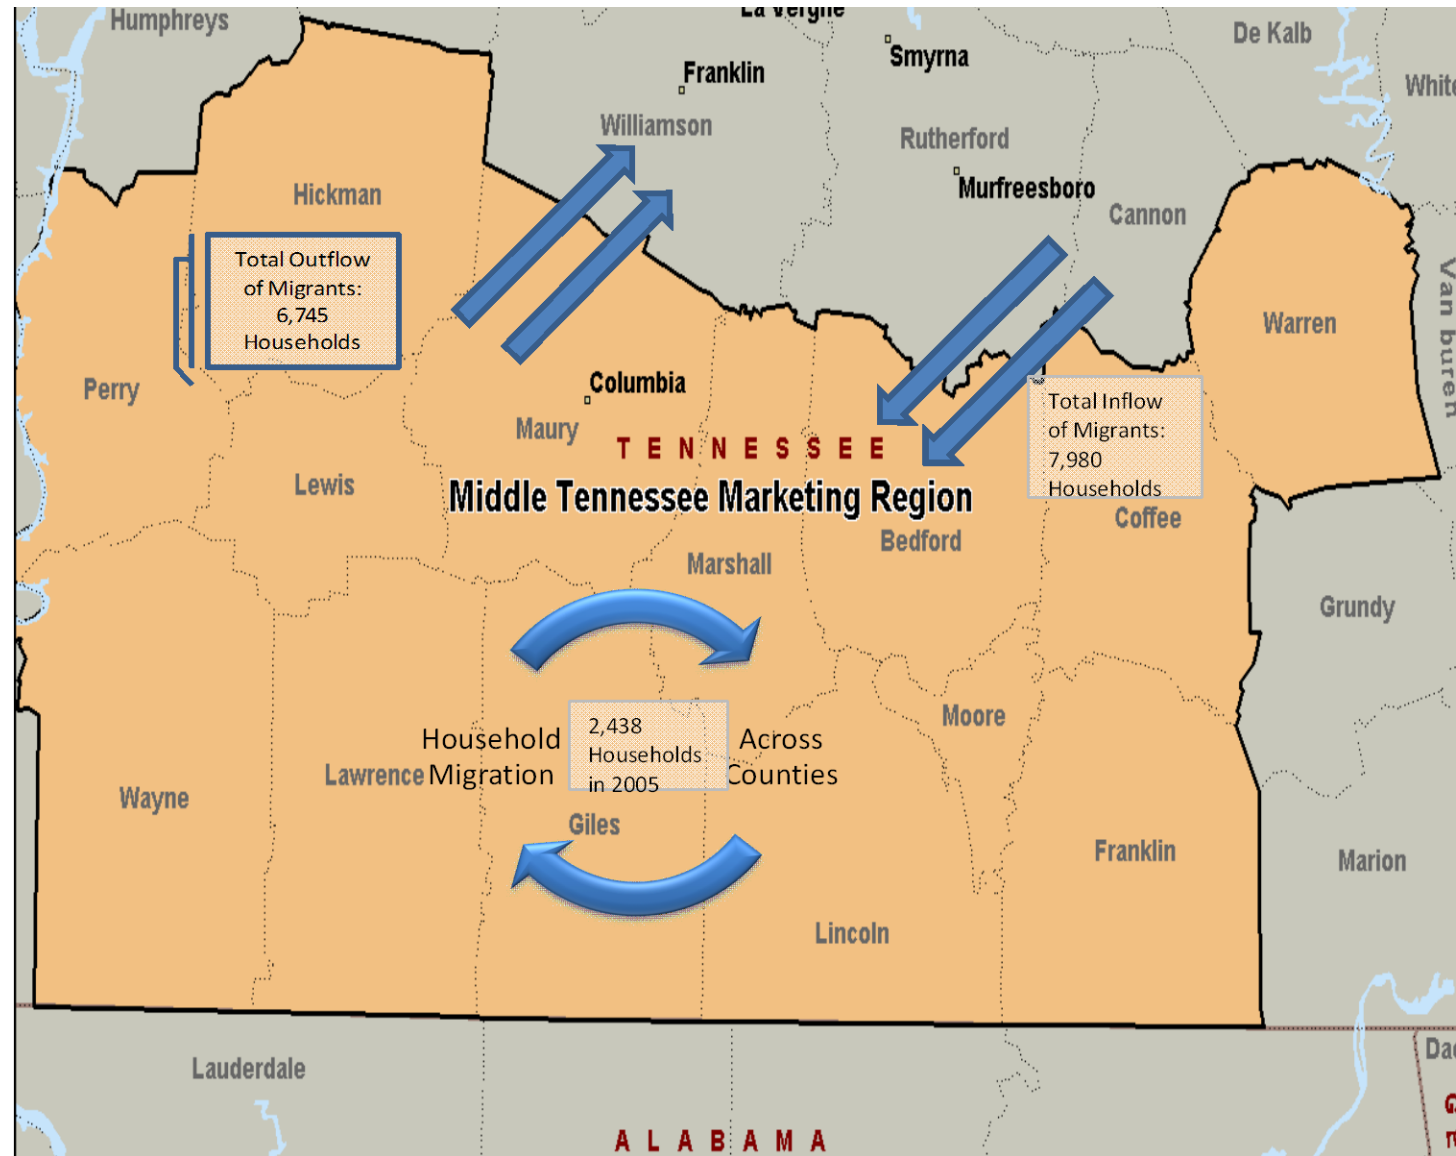 La Vergne
Humphreys
De Kalb
Smyrna
Franklin
White
Williamson
Rutherford
Murfreesboro
Hickman
Cannon
Total Outflow
of Migrants:
6,745
Households
Van buren
Warren
Perry
Columbia
Total Inflow
of Migrants:
7,980
Households
Maury
TENNESSEE
Lewis
Middle Tennessee Marketing Region
Coffee
Bedford
Marshall
Grundy
Moore
Household
Migration
2,438
Households
in 2005
Across
Counties
Lawrence
Wayne
Giles
Franklin
Marion
Lincoln
Lauderdale
ALABAMA